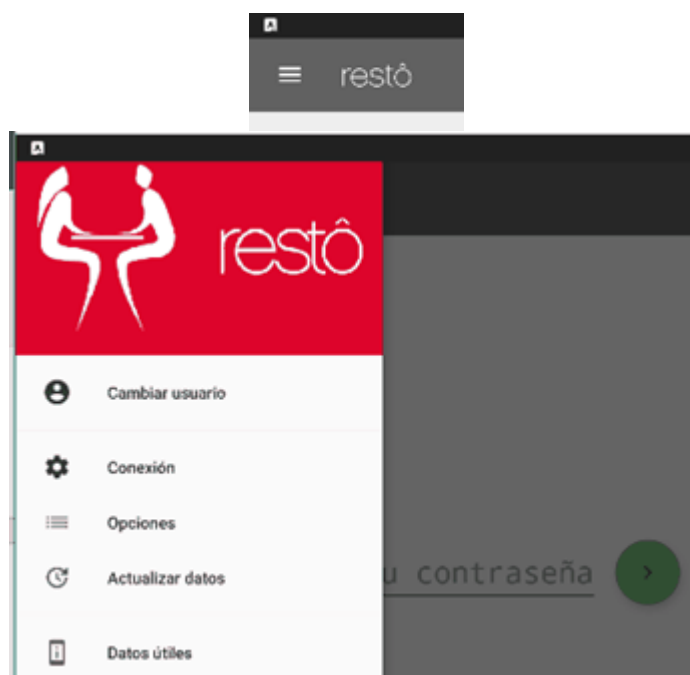 restô
restô
Cambiar usuario
Conexión
Opciones
Actualizar datos
u contraseña
Datos útiles